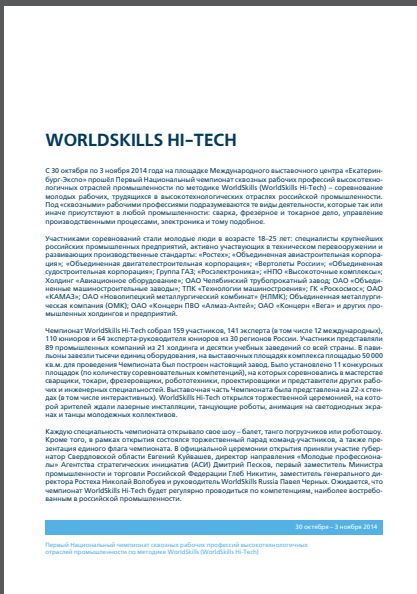 WORLDSKILLS HI-TECH
С 30 октября по 3 ноября 2014 года на площадке Международного выставочного центра «Екатерин-
бург-Экспо» прошёл Первый Национальный чемпионат сквозных рабочих профессий высокотехно-
логичных отраслей промышленности по методике WorldSkills (WorldSkills Hi-Tech) – соревнование
молодых рабочих, трудящихся в высокотехнологических отраслях российской промышленности.
Под «сквозными» рабочими профессиями подразумеваются те виды деятельности, которые так или
иначе присутствуют в любой промышленности: сварка, фрезерное и токарное дело, управление
производственными процессами, электроника и тому подобное.
Участниками соревнований стали молодые люди в возрасте 18–25 лет: специалисты крупнейших
российских промышленных предприятий, активно участвующих в техническом перевооружении и
развивающих производственные стандарты: «Ростех»; «Объединенная авиастроительная корпора-
ция»; «Объединенная двигателестроительная корпорация»; «Вертолеты России»; «Объединенная
судостроительная корпорация»; Группа ГАЗ; «Росэлектроника»; «НПО «Высокоточные комплексы»;
Холдинг «Авиационное оборудование»; ОАО Челябинский трубопрокатный завод; ОАО «Объеди-
ненные машиностроительные заводы»; ТПК «Технологии машиностроения»; ГК «Роскосмос»; ОАО
«КАМАЗ»; ОАО «Новолипецкий металлургический комбинат» (НЛМК); Объединенная металлурги-
ческая компания (ОМК); ОАО «Концерн ПВО «Алмаз-Антей»; ОАО «Концерн «Вега» и других про-
мышленных холдингов и предприятий.
Чемпионат WorldSkills Hi-Tech собрал 159 участников, 141 эксперта (в том числе 12 международных),
110 юниоров и 64 эксперта-руководителя юниоров из 30 регионов России. Участники представляли
89 промышленных компаний из 21 холдинга и десятки учебных заведений со всей страны. В пави-
льоны завезли тысячи единиц оборудования, на выставочных площадях комплекса площадью 50 000
кв.м. для проведения Чемпионата был построен настоящий завод. Было установлено 11 конкурсных
площадок (по количеству соревновательных компетенций), на которых соревновались в мастерстве
сварщики, токари, фрезеровщики, робототехники, проектировщики и представители других рабо-
чих и инженерных специальностей. Выставочная часть Чемпионата была представлена на 22-х стен-
дах (в том числе интерактивных). WorldSkills Hi-Tech открылся торжественной церемонией, на кото-
рой зрителей ждали лазерные инсталляции, танцующие роботы, анимация на светодиодных экра-
нах и танцы молодежных коллективов.
Каждую специальность чемпионата открывало свое шоу – балет, танго погрузчиков или роботошоу.
Кроме того, в рамках открытия состоялся торжественный парад команд-участников, а также пре-
зентация единого флага чемпионата. В официальной церемонии открытия приняли участие губер-
натор Свердловской области Евгений Куйвашев, директор направления «Молодые профессиона-
лы» Агентства стратегических инициатив (АСИ) Дмитрий Песков, первый заместитель Министра
промышленности и торговли Российской Федерации Глеб Никитин, заместитель генерального ди-
ректора Ростеха Николай Волобуев и руководитель WorldSkills Russia Павел Черных. Ожидается, что
чемпионат WorldSkills Hi-Tech будет регулярно проводиться по компетенциям, наиболее востребо-
ванным в российской промышленности.
30 октября – 3 ноября 2014
Первый Национальный чемпионат сквозных рабочих профессий высокотехнологичных
отраслей промышленности по методике WorldSkills (WorldSkills Hi-Tech)